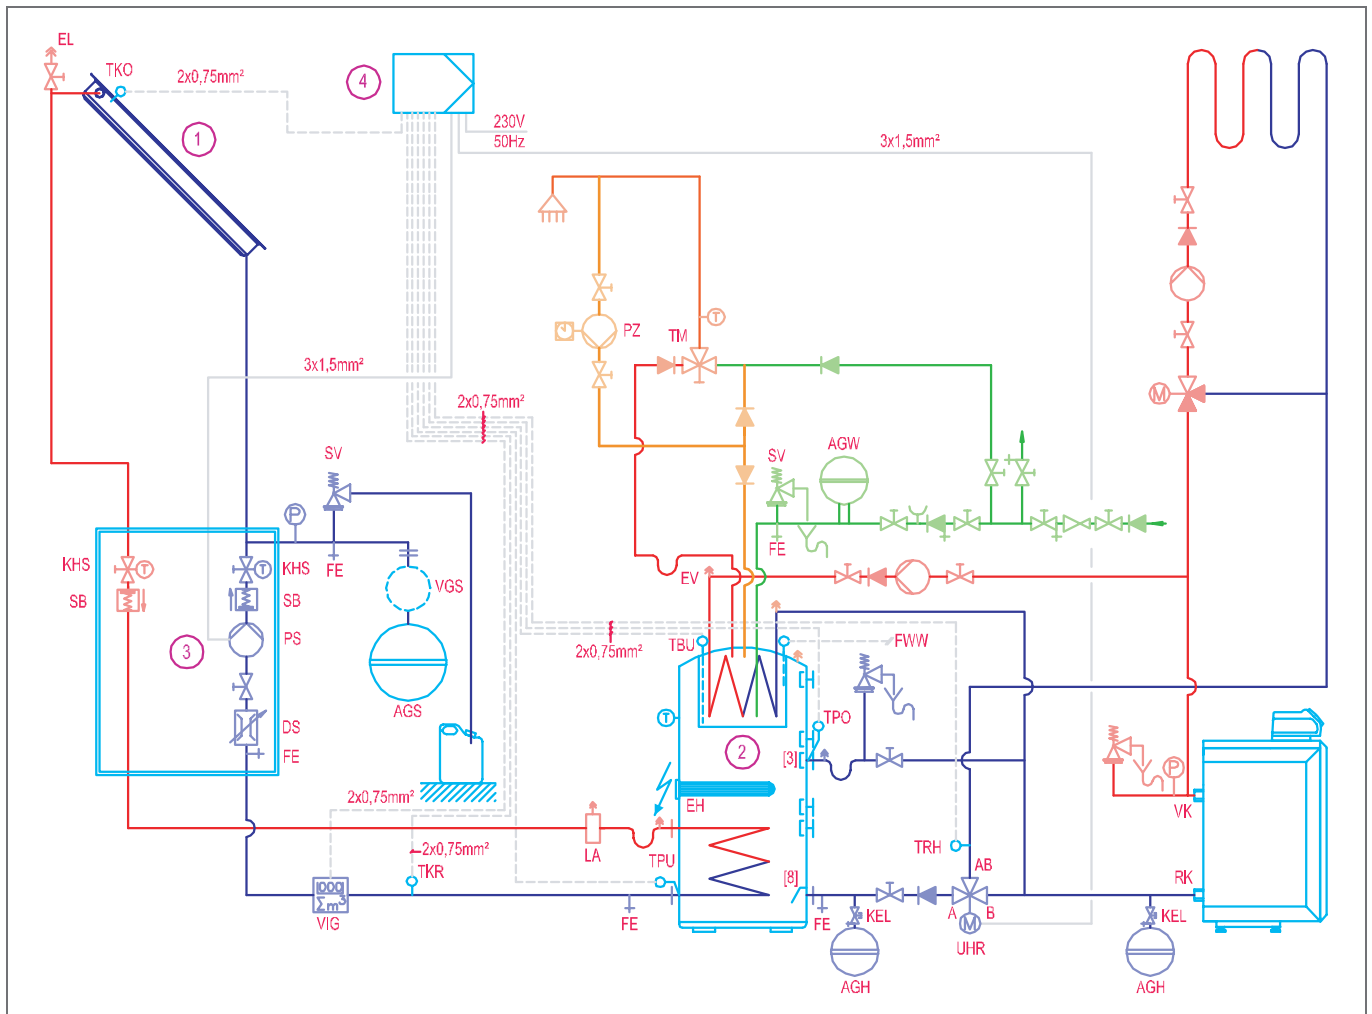 EL
TKO
2x0,75mm²
4
1
230V
50Hz
3x1,5mm²
T
PZ
TM
3x1,5mm²
M
2x0,75mm²
SV
AGW
SV
P
FE
KHS
T
T
KHS
FE
EV
SB
SB
VGS
3
PS
TBU
FWW
2x0,75mm²
AGS
T
TPO
DS
2
[3]
P
FE
2x0,75mm²
EH
VK
LA
2x0,75mm²
TRH
TKR
TPU
AB
[8]
RK
1000
Σm³
VIG
FE
FE
KEL
A
B
KEL
M
UHR
AGH
AGH